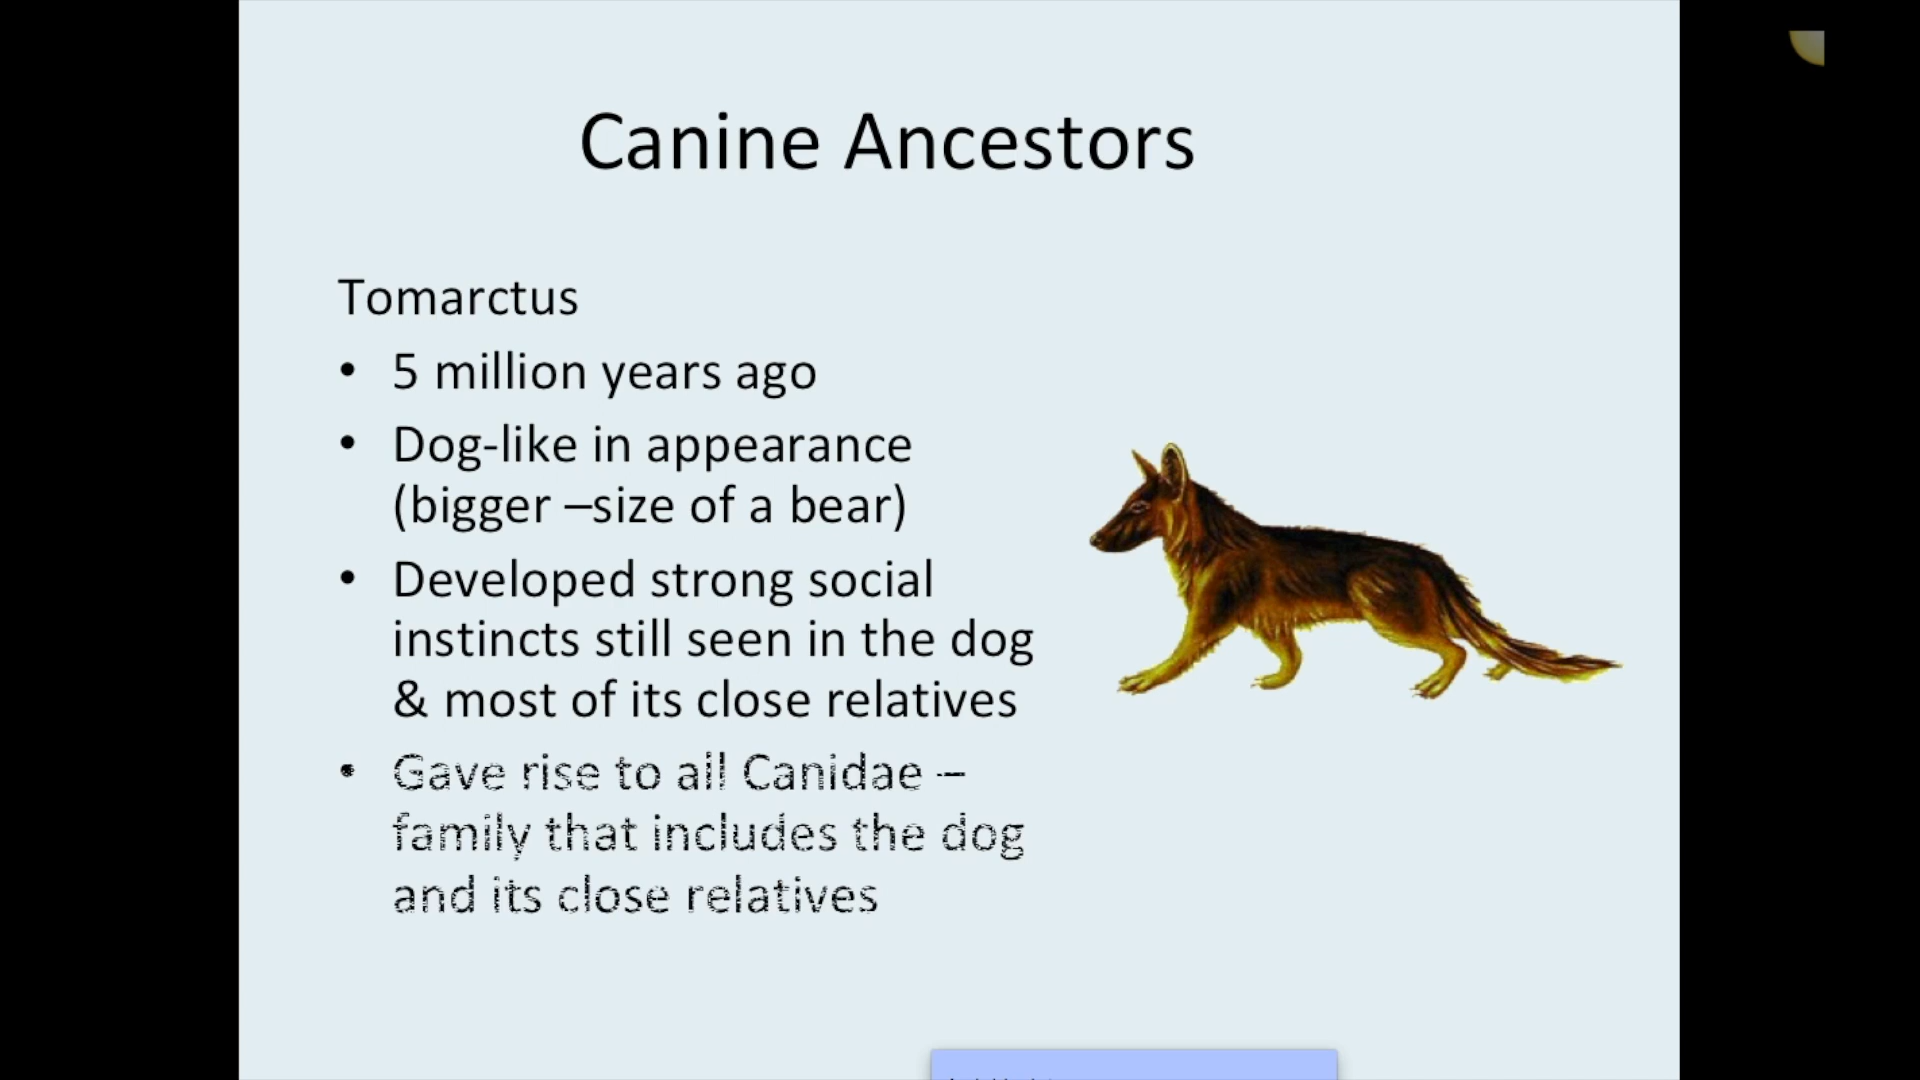 Canine Ancestors
Tomarctus
• 5 million years ago
• Dog-like in appearance
(bigger –size of a bear)
• Developed strong social
instincts still seen in the dog
& most of its close relatives
• Gave rise to all Canidae –
family that includes the dog
and its close relatives